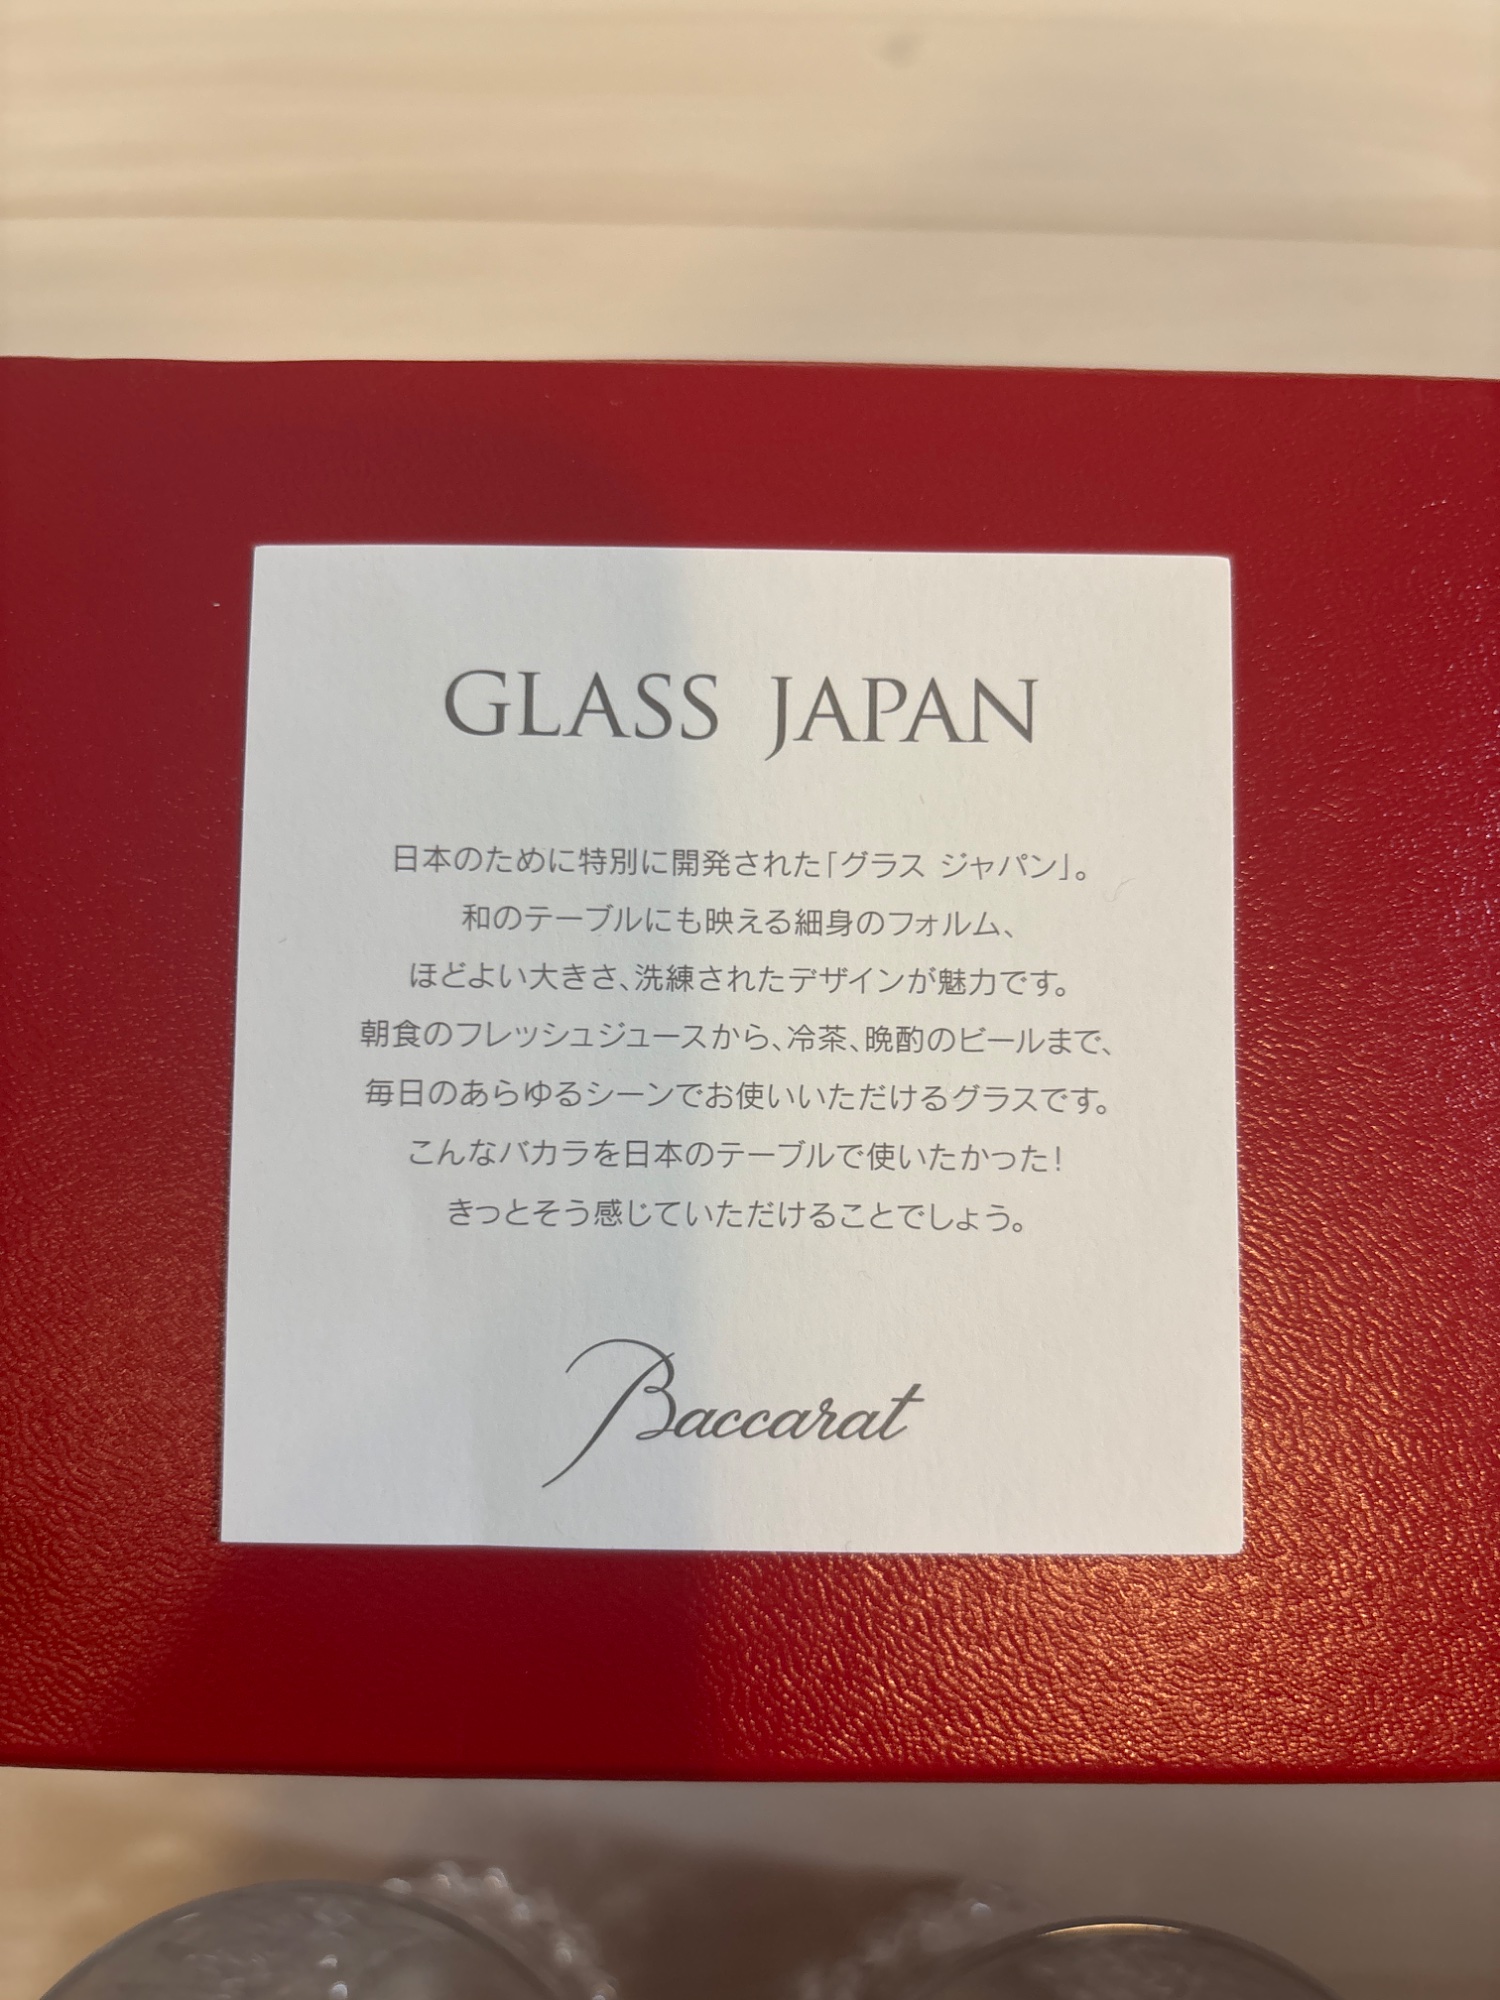 GLASS JAPAN
日本のために特別に開発された「グラス ジャパン」。
和のテーブルにも映える細身のフォルム、
ほどよい大きさ、洗練されたデザインが魅力です。
朝食のフレッシュジュースから、冷茶、晩酌のビールまで、
毎日のあらゆるシーンでお使いいただけるグラスです。
こんなバカラを日本のテーブルで使いたかった!
きっとそう感じていただけることでしょう。
Baccarat